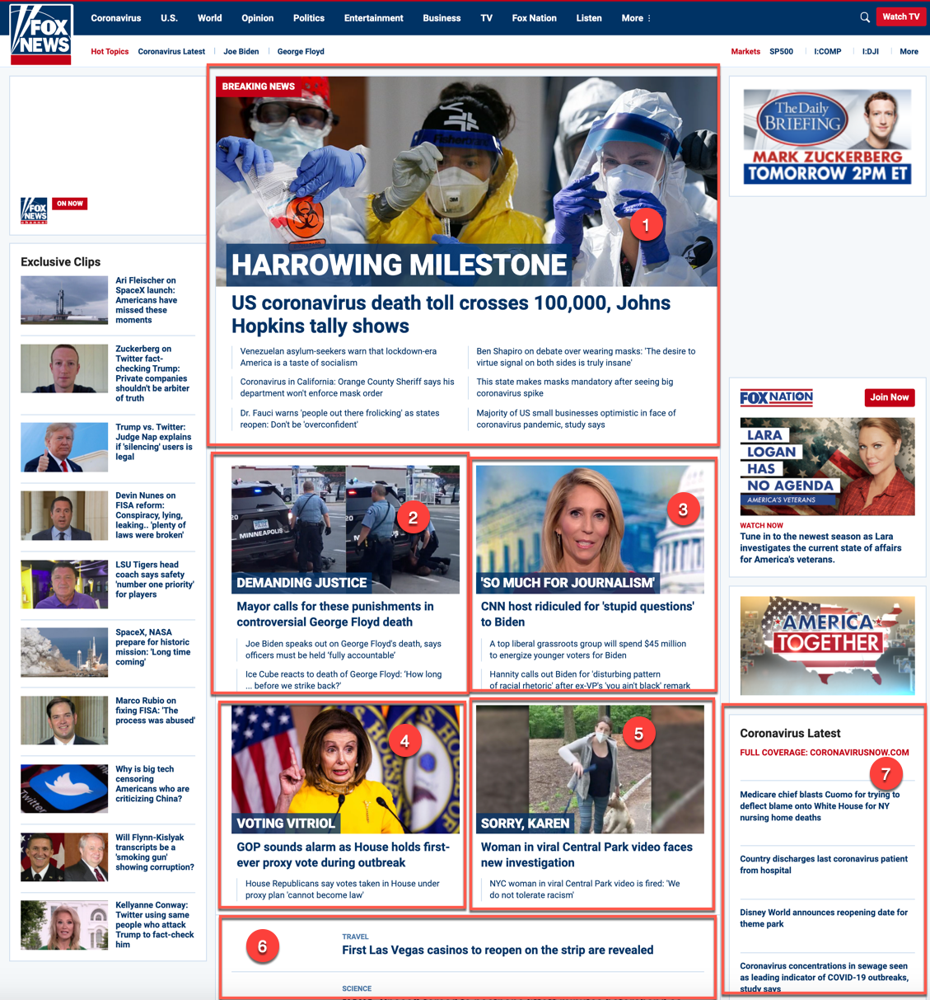 FOX
NEWS
channel
Coronavirus U.S. World Opinion Politics Entertainment Business TV Fox Nation Listen More
Watch TV
Hot Topics Coronavirus Latest Joe Biden George Floyd
Markets SP500 I:COMP I:DJI More
FOX
NEWS
channel
ON NOW
Exclusive Clips
Ari Fleischer on
SpaceX launch:
Americans have
missed these
moments
Zuckerberg on
Twitter fact-
checking Trump:
Private companies
shouldn't be arbiter
of truth
Trump vs. Twitter:
Judge Nap explains
if 'silencing' users is
legal
Devin Nunes on
FISA reform:
Conspiracy, lying,
leaking.. 'plenty of
laws were broken'
LSU Tigers head
coach says safety
'number one priority'
for players
SpaceX, NASA
prepare for historic
mission: 'Long time
coming'
Marco Rubio on
fixing FISA: 'The
process was abused'
Twitter
Why is big tech
censoring
Americans who are
criticizing China?
Will Flynn-Kislyak
transcripts be a
'smoking gun'
showing corruption?
Kellyanne Conway:
Twitter using same
people who attack
Trump to fact-check
him
BREAKING NEWS
Fishertran
3M
1
HARROWING MILESTONE
US coronavirus death toll crosses 100,000, Johns
Hopkins tally shows
Venezuelan asylum-seekers warn that lockdown-era
America is a taste of socialism
Coronavirus in California: Orange County Sheriff says his
department won't enforce mask order
Dr. Fauci warns 'people out there frolicking' as states
reopen: Don't be 'overconfident'
Ben Shapiro on debate over wearing masks: 'The desire to
virtue signal on both sides is truly insane'
This state makes masks mandatory after seeing big
coronavirus spike
Majority of US small businesses optimistic in face of
coronavirus pandemic, study says
20
MINNEAPOLIS
20
2
DEMANDING JUSTICE
Mayor calls for these punishments in
controversial George Floyd death
Joe Biden speaks out on George Floyd's death, says
officers must be held 'fully accountable'
Ice Cube reacts to death of George Floyd: 'How long
... before we strike back?'
3
'SO MUCH FOR JOURNALISM'
CNN host ridiculed for 'stupid questions'
to Biden
A top liberal grassroots group will spend $45 million
to energize younger voters for Biden
Hannity calls out Biden for 'disturbing pattern
of racial rhetoric' after ex-VP's 'you ain't black' remark
4
VOTING VITRIOL
GOP sounds alarm as House holds first-
ever proxy vote during outbreak
House Republicans say votes taken in House under
proxy plan 'cannot become law'
5
SORRY, KAREN
Woman in viral Central Park video faces
new investigation
NYC woman in viral Central Park video is fired: 'We
do not tolerate racism'
6
TRAVEL
First Las Vegas casinos to reopen on the strip are revealed
SCIENCE
The Daily
BRIEFING
MARK ZUCKERBERG
TOMORROW 2PM ET
FOX NATION
Join Now
LARA
LOGAN
HAS
NO AGENDA
AMERICA'S VETERANS
WATCH NOW
Tune in to the newest season as Lara
investigates the current state of affairs
for America's veterans.
AMERICA
TOGETHER
Coronavirus Latest
FULL COVERAGE: CORONAVIRUSNOW.COM
7
Medicare chief blasts Cuomo for trying to
deflect blame onto White House for NY
nursing home deaths
Country discharges last coronavirus patient
from hospital
Disney World announces reopening date for
theme park
Coronavirus concentrations in sewage seen
as leading indicator of COVID-19 outbreaks,
study says